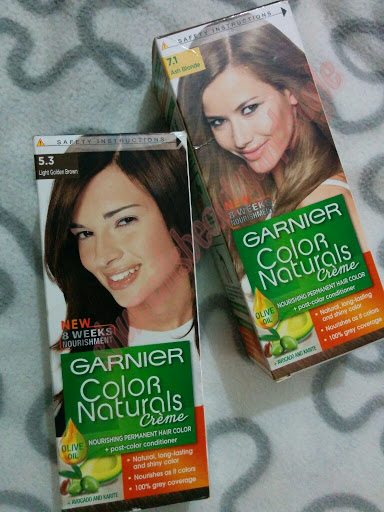 SAFETY INSTRUCTIONS
7.1
Ash Blonde
8 WEEKS
NOURISHMENT
GARNIER
COLOR
NATURALS
Crème
NOURISHING PERMANENT HAIR COLOR
+ post-color conditioner
OLIVE
OIL
• Natural, long-lasting
and shiny color
• Nourishes as it colors
• 100% grey coverage
+ AVOCADO AND KARITE
SAFETY INSTRUCTIONS
5.3
Light Golden Brown
NEW
8 WEEKS
NOURISHMENT
GARNIER
COLOR
NATURALS
Crème
NOURISHING PERMANENT HAIR COLOR
+ post-color conditioner
OLIVE
OIL
• Natural, long-lasting
and shiny color
• Nourishes as it colors
• 100% grey coverage
+ AVOCADO AND KARITE